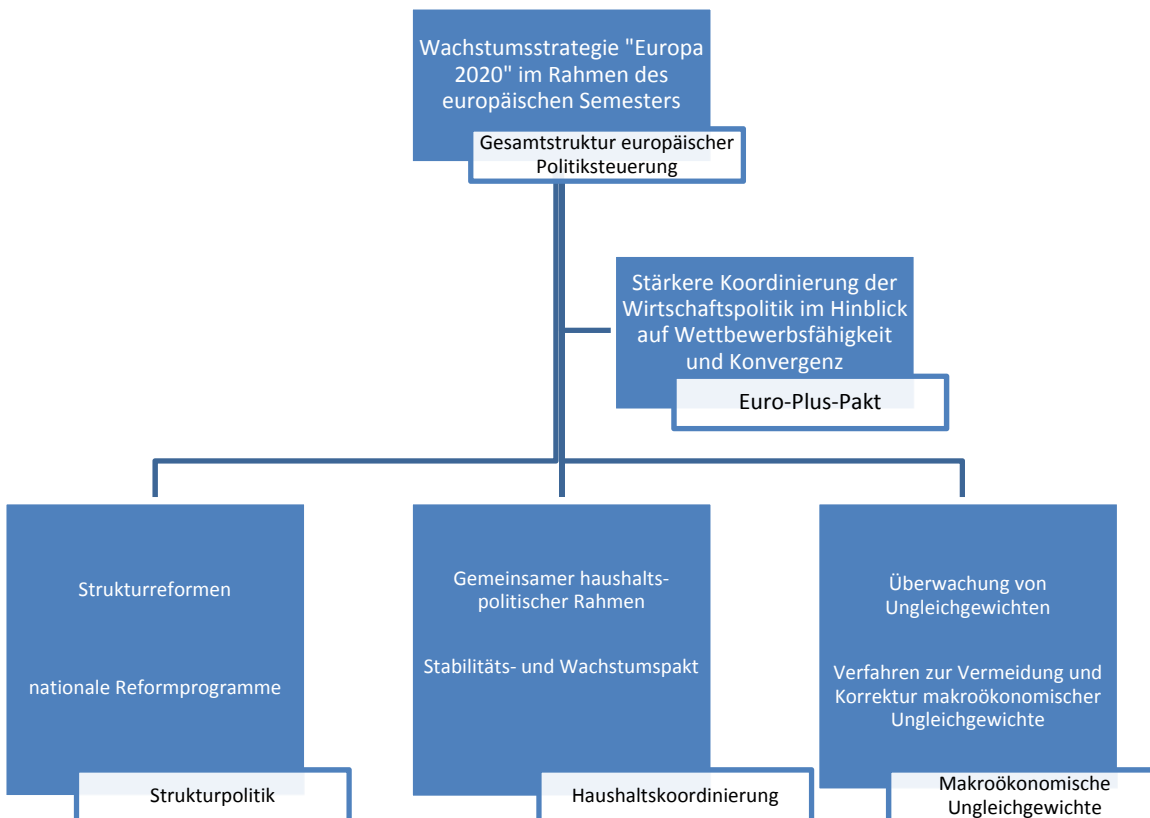 Wachstumsstrategie "Europa
2020" im Rahmen des
europäischen Semesters
Gesamtstruktur europäischer
Politiksteuerung
Stärkere Koordinierung der
Wirtschaftspolitik im Hinblick
auf Wettbewerbsfähigkeit
und Konvergenz
Euro-Plus-Pakt
Strukturreformen
nationale Reformprogramme
Strukturpolitik
Gemeinsamer haushalts-
politischer Rahmen
Stabilitäts- und Wachstumspakt
Haushaltskoordinierung
Überwachung von
Ungleichgewichten
Verfahren zur Vermeidung und
Korrektur makroökonomischer
Ungleichgewichte
Makroökonomische
Ungleichgewichte